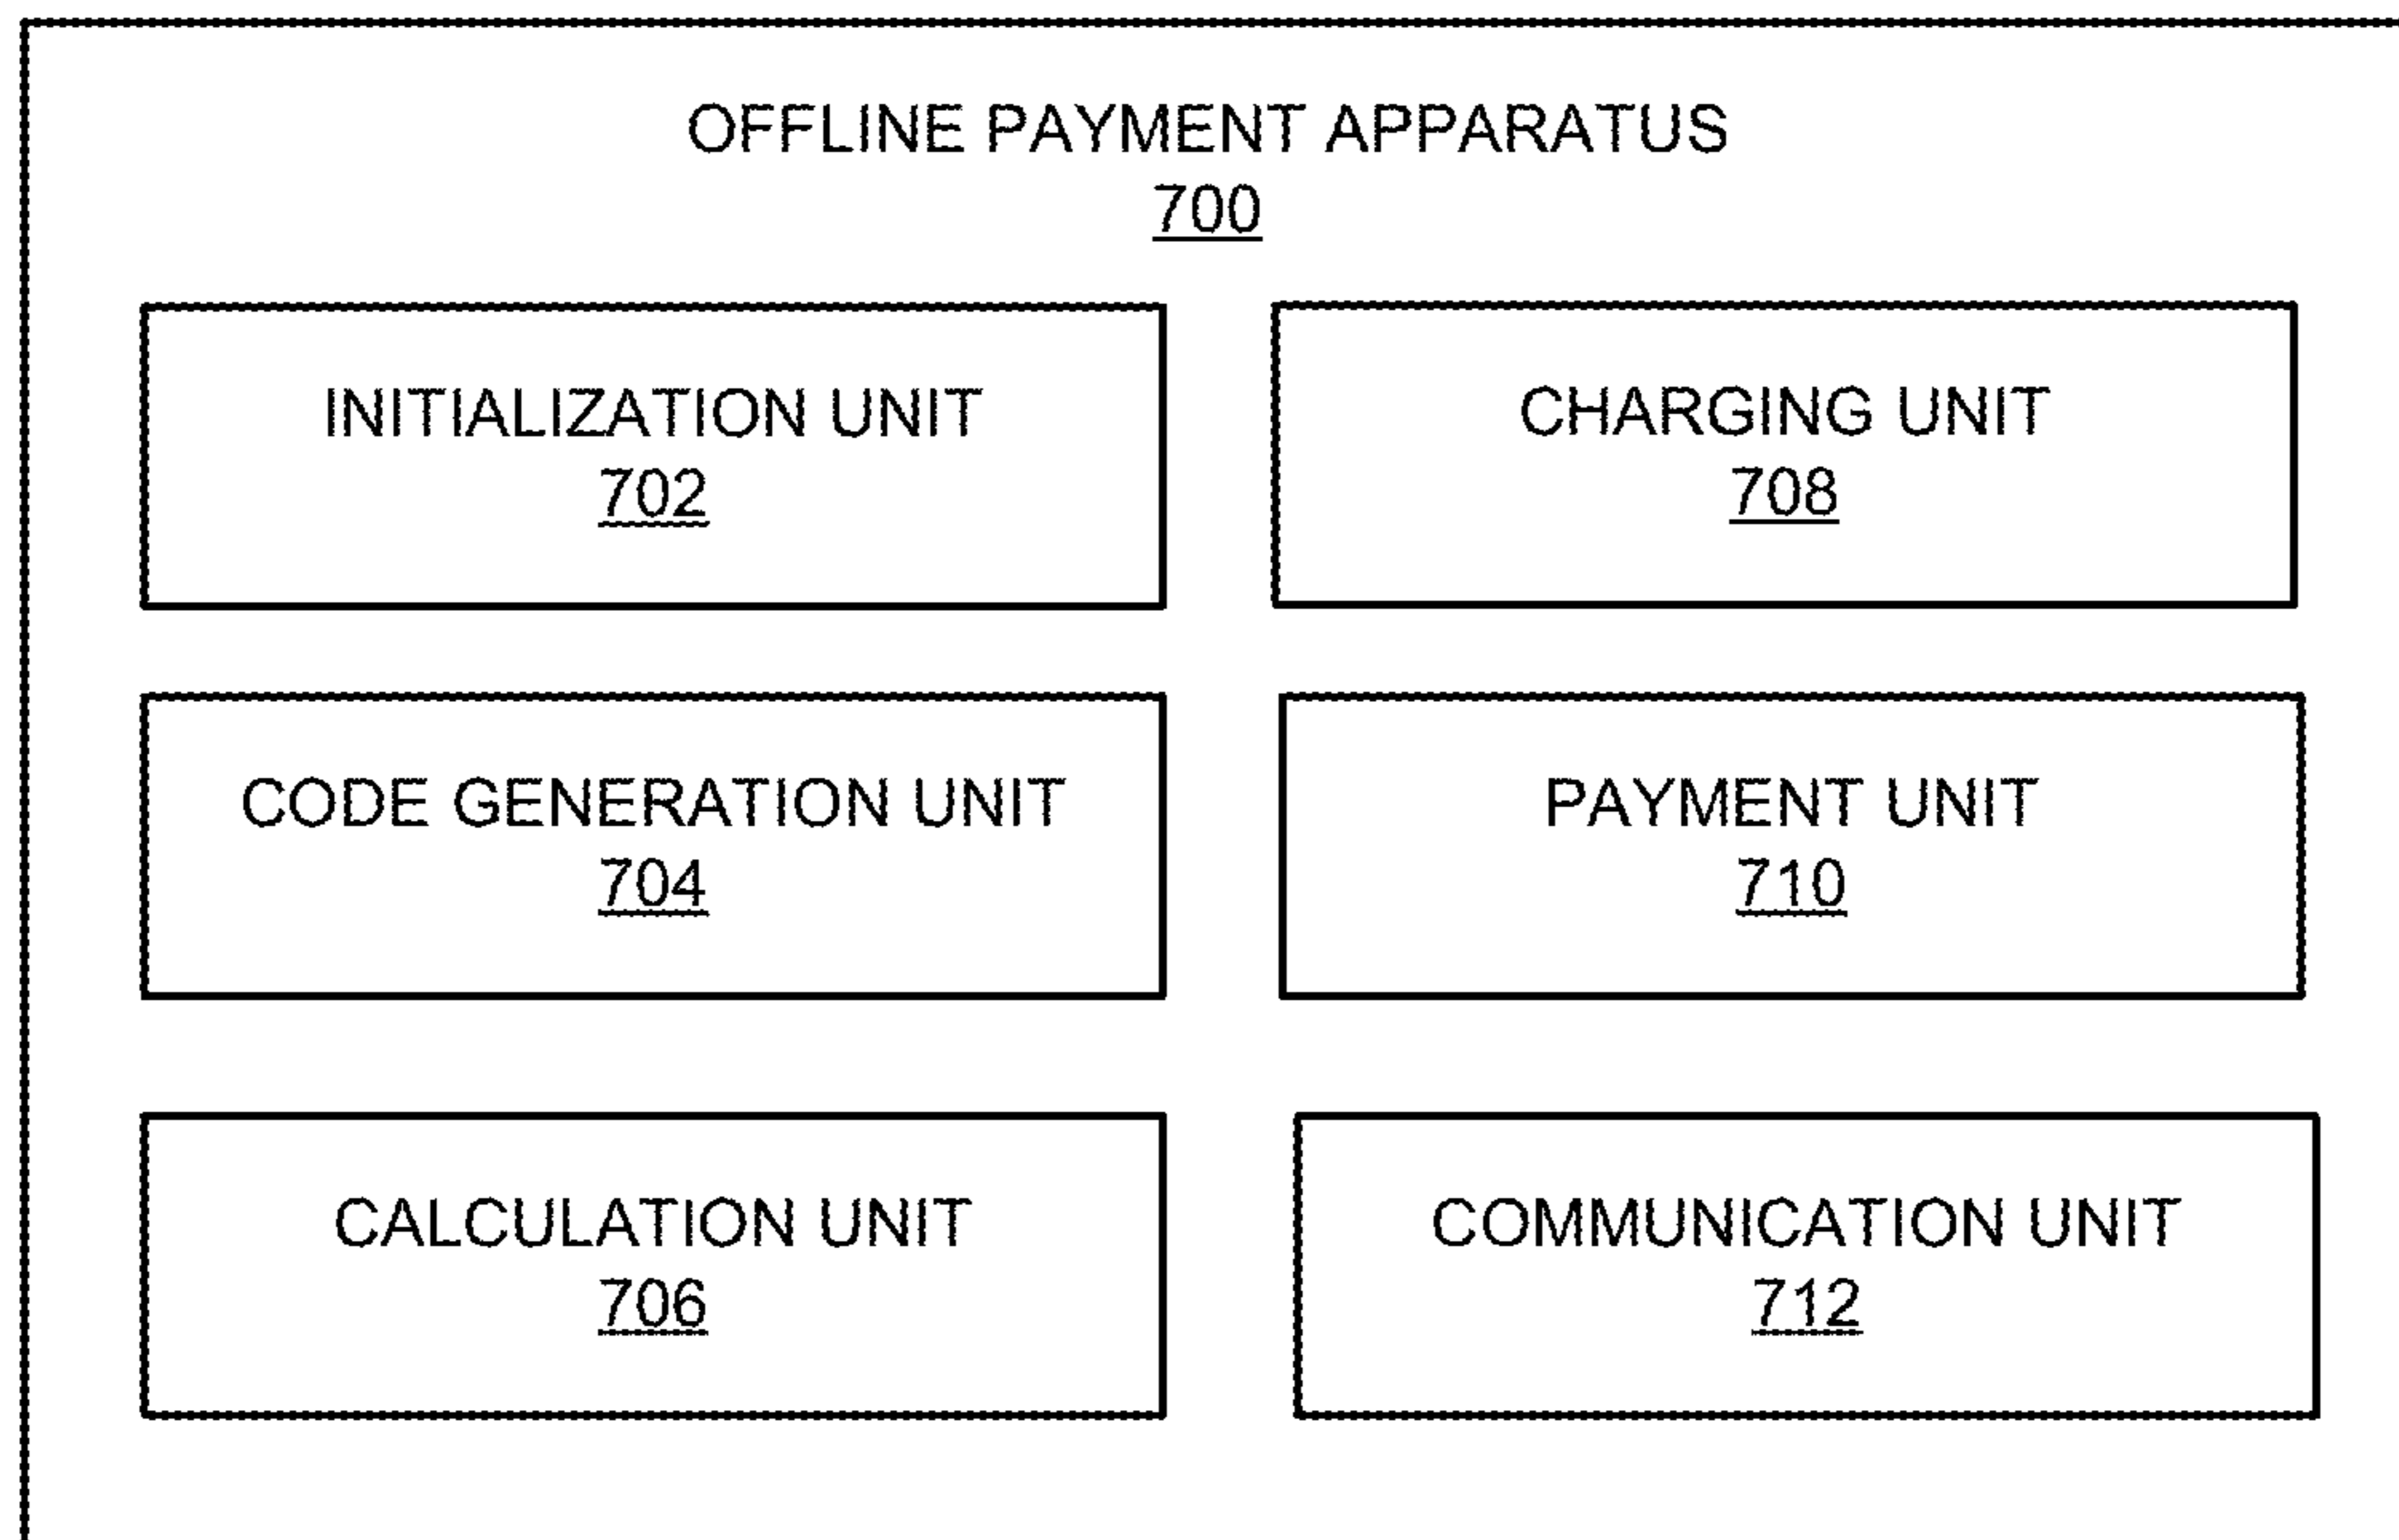 OFFLINE PAYMENT APPARATUS
700
INITIALIZATION UNIT
702
CHARGING UNIT
708
CODE GENERATION UNIT
704
PAYMENT UNIT
710
CALCULATION UNIT
706
COMMUNICATION UNIT
712